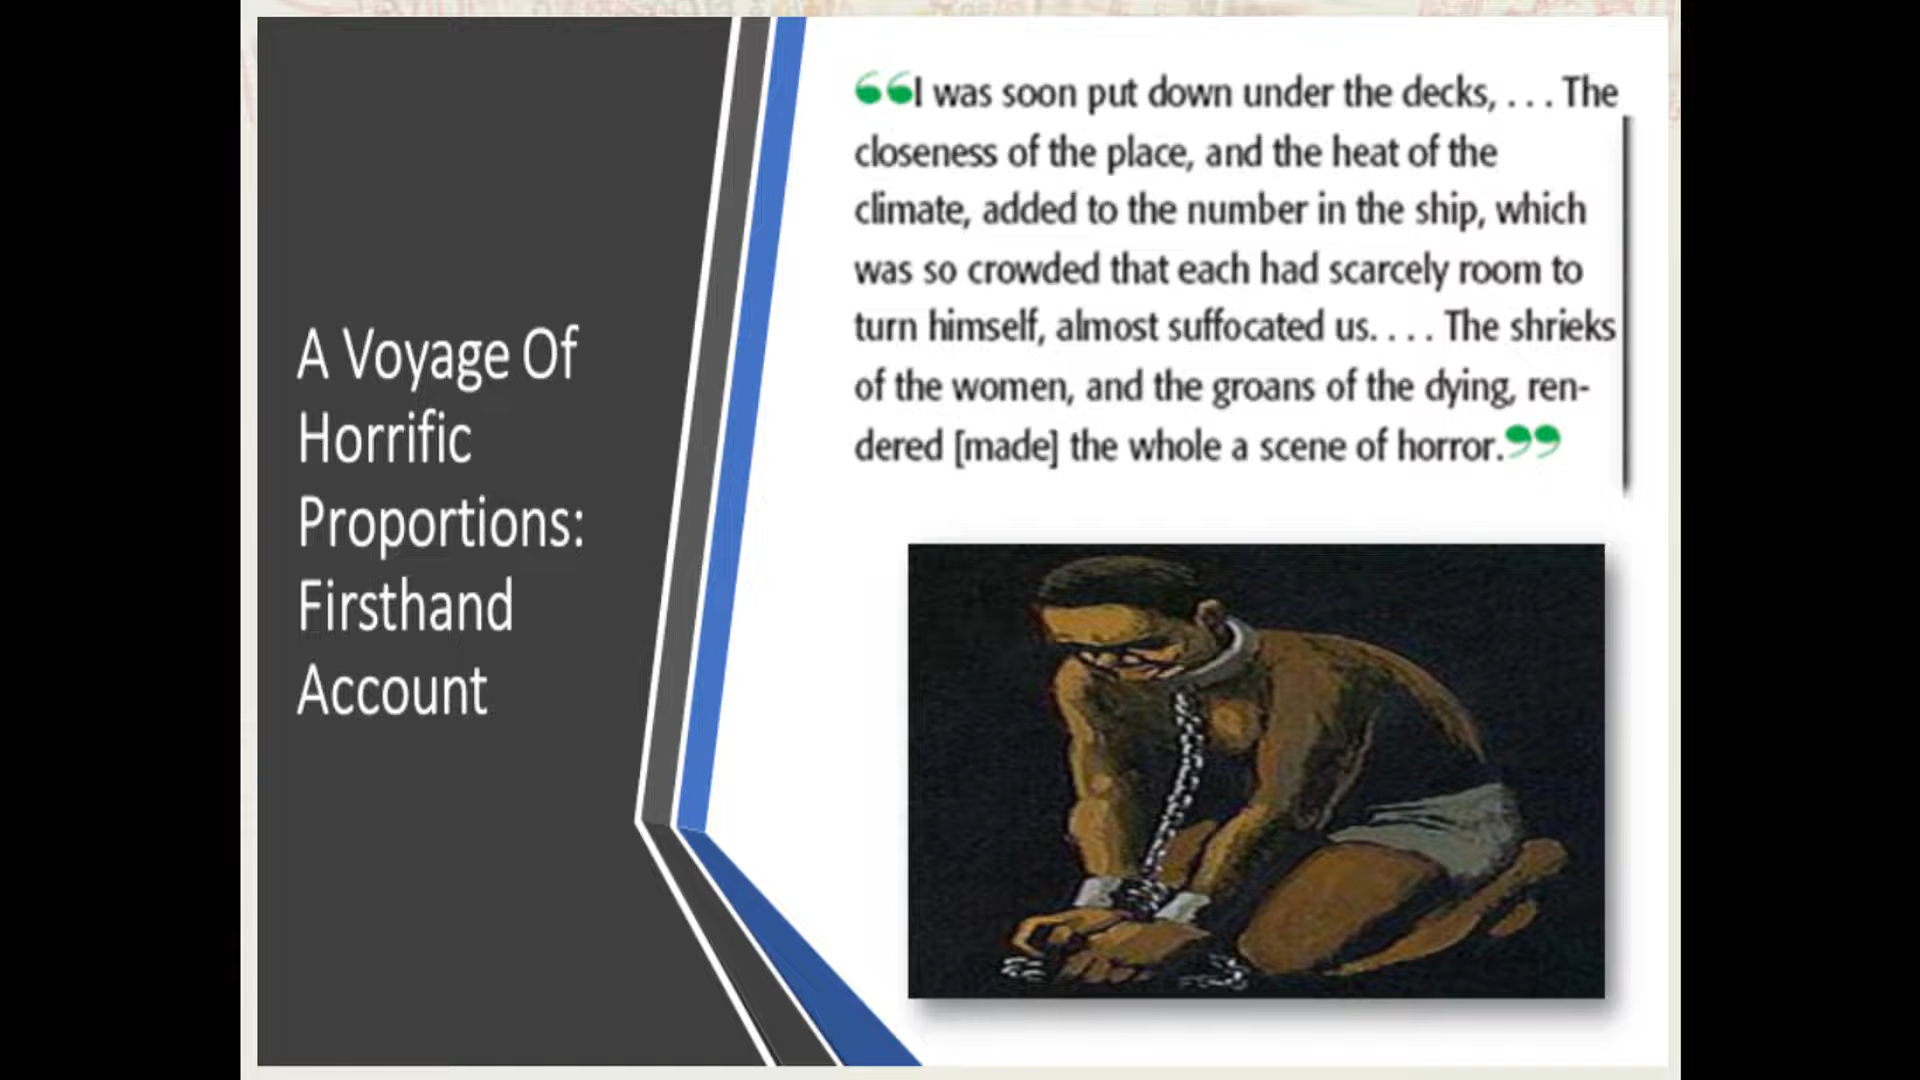 A Voyage Of
Horrific
Proportions:
Firsthand
Account
“I was soon put down under the decks, . . . The
closeness of the place, and the heat of the
climate, added to the number in the ship, which
was so crowded that each had scarcely room to
turn himself, almost suffocated us. . . . The shrieks
of the women, and the groans of the dying, ren-
dered [made] the whole a scene of horror.”